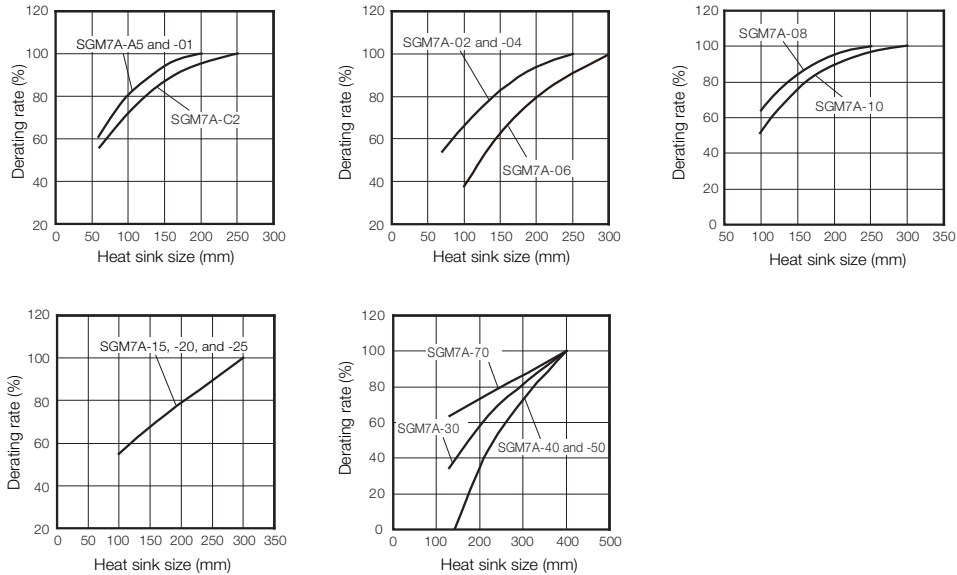 120
100
80
60
40
20
0 50 100 150 200 250 300
Derating rate (%)
Heat sink size (mm)
SGM7A-A5 and -01
SGM7A-C2
120
100
80
60
40
20
0 50 100 150 200 250 300
Derating rate (%)
Heat sink size (mm)
SGM7A-02 and -04
SGM7A-06
120
100
80
60
40
20
0
50 100 150 200 250 300 350
Derating rate (%)
Heat sink size (mm)
SGM7A-08
SGM7A-10
120
100
80
60
40
20
0 50 100 150 200 250 300 350
Derating rate (%)
Heat sink size (mm)
SGM7A-15, -20, and -25
120
100
80
60
40
20
0
0 100 200 300 400 500
Derating rate (%)
Heat sink size (mm)
SGM7A-70
SGM7A-30
SGM7A-40 and -50